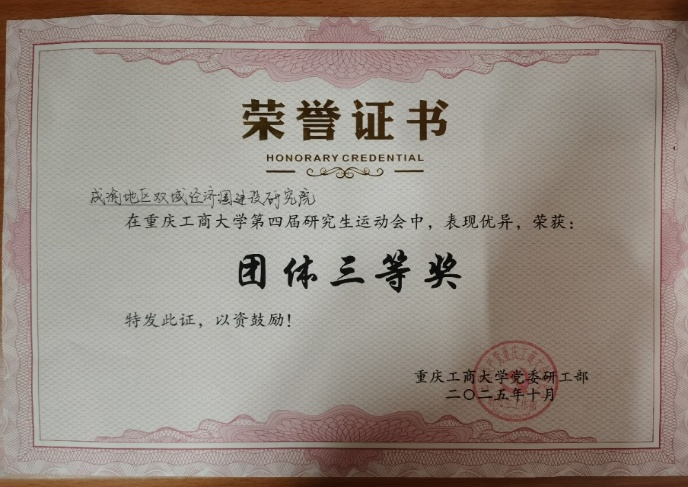 荣誉证书
HONORARY CREDENTIAL
成渝地区双城经济圈建设研究院
在重庆工商大学第四届研究生运动会中，表现优异，荣获：
团体三等奖
特发此证，以资鼓励！
重庆工商大学党委研工部
二〇二五年十月